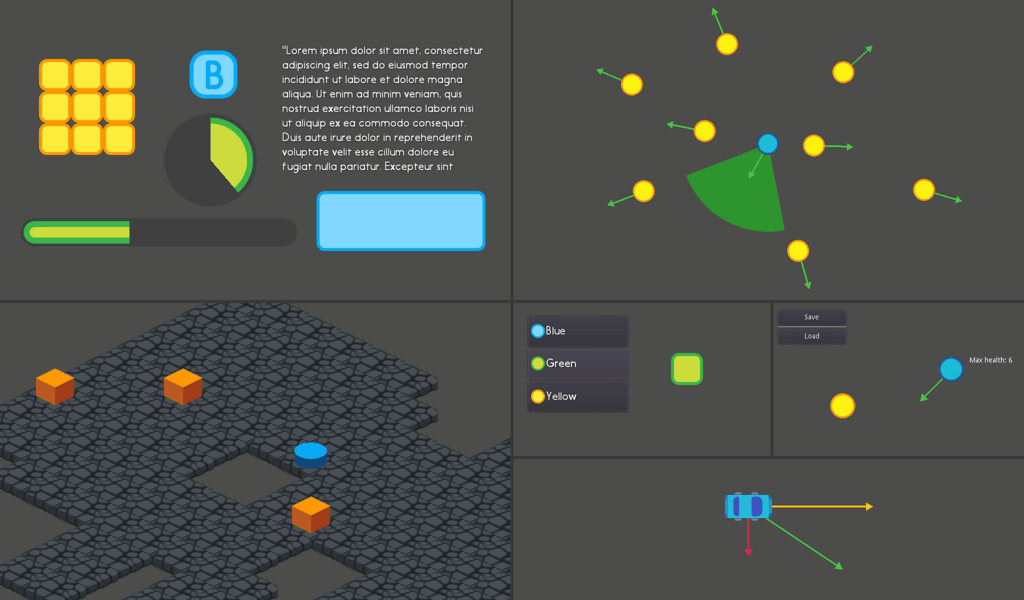 B
"Lorem ipsum dolor sit amet, consectetur
adipiscing elit, sed do eiusmod tempor
incididunt ut labore et dolore magna
aliqua. Ut enim ad minim veniam, quis
nostrud exercitation ullamco laboris nisi
ut aliquip ex ea commodo consequat.
Duis aute irure dolor in reprehenderit in
voluptate velit esse cillum dolore eu
fugiat nulla pariatur. Excepteur sint
Blue
Green
Yellow
Save
Load
Max health: 6